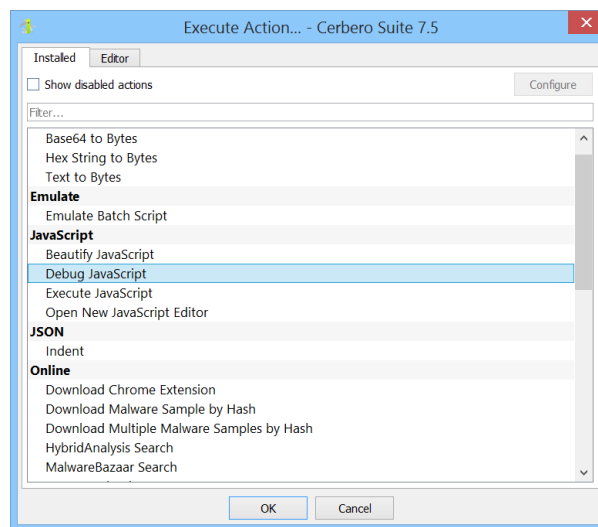 Execute Action... - Cerbero Suite 7.5
Installed
Editor
Show disabled actions
Configure
Filter...
Base64 to Bytes
Hex String to Bytes
Text to Bytes
Emulate
Emulate Batch Script
JavaScript
Beautify JavaScript
Debug JavaScript
Execute JavaScript
Open New JavaScript Editor
JSON
Indent
Online
Download Chrome Extension
Download Malware Sample by Hash
Download Multiple Malware Samples by Hash
HybridAnalysis Search
MalwareBazaar Search
OK
Cancel